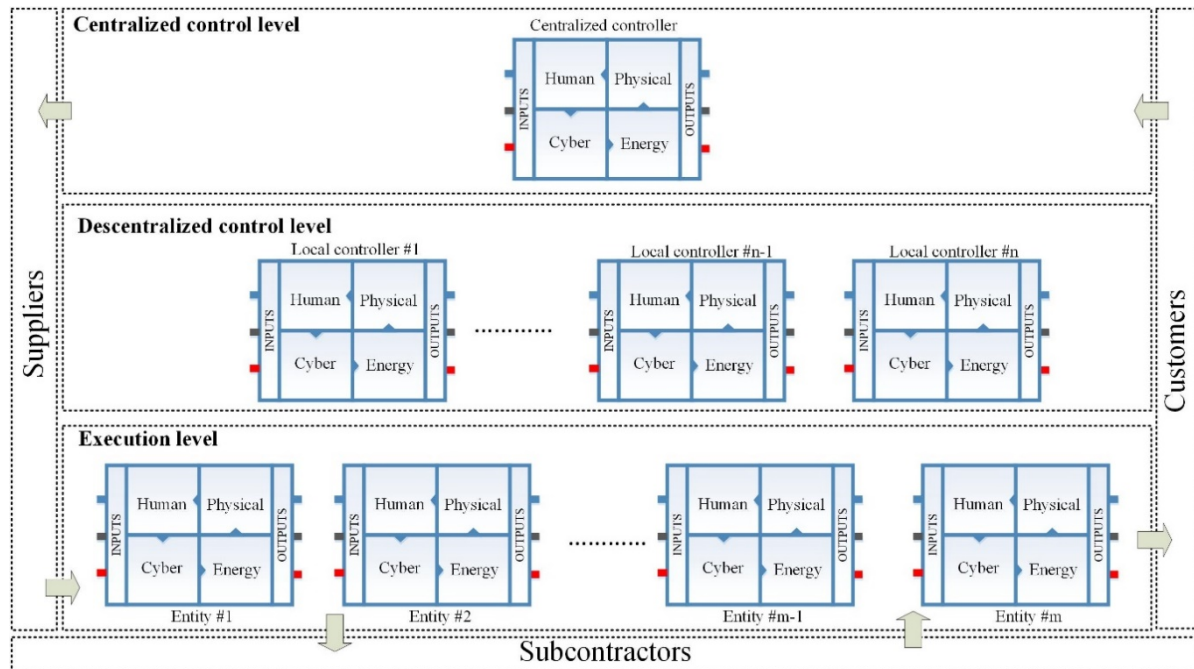 Centralized control level
Centralized controller
INPUTS
Human
Physical
Cyber
Energy
OUTPUTS
Descentralized control level
Local controller #1
INPUTS
Human
Physical
Cyber
Energy
OUTPUTS
............
Local controller #n-1
INPUTS
Human
Physical
Cyber
Energy
OUTPUTS
Local controller #n
INPUTS
Human
Physical
Cyber
Energy
OUTPUTS
Execution level
INPUTS
Human
Physical
Cyber
Energy
OUTPUTS
Entity #1
INPUTS
Human
Physical
Cyber
Energy
OUTPUTS
Entity #2
............
INPUTS
Human
Physical
Cyber
Energy
OUTPUTS
Entity #m-1
INPUTS
Human
Physical
Cyber
Energy
OUTPUTS
Entity #m
Suppliers
Customers
Subcontractors